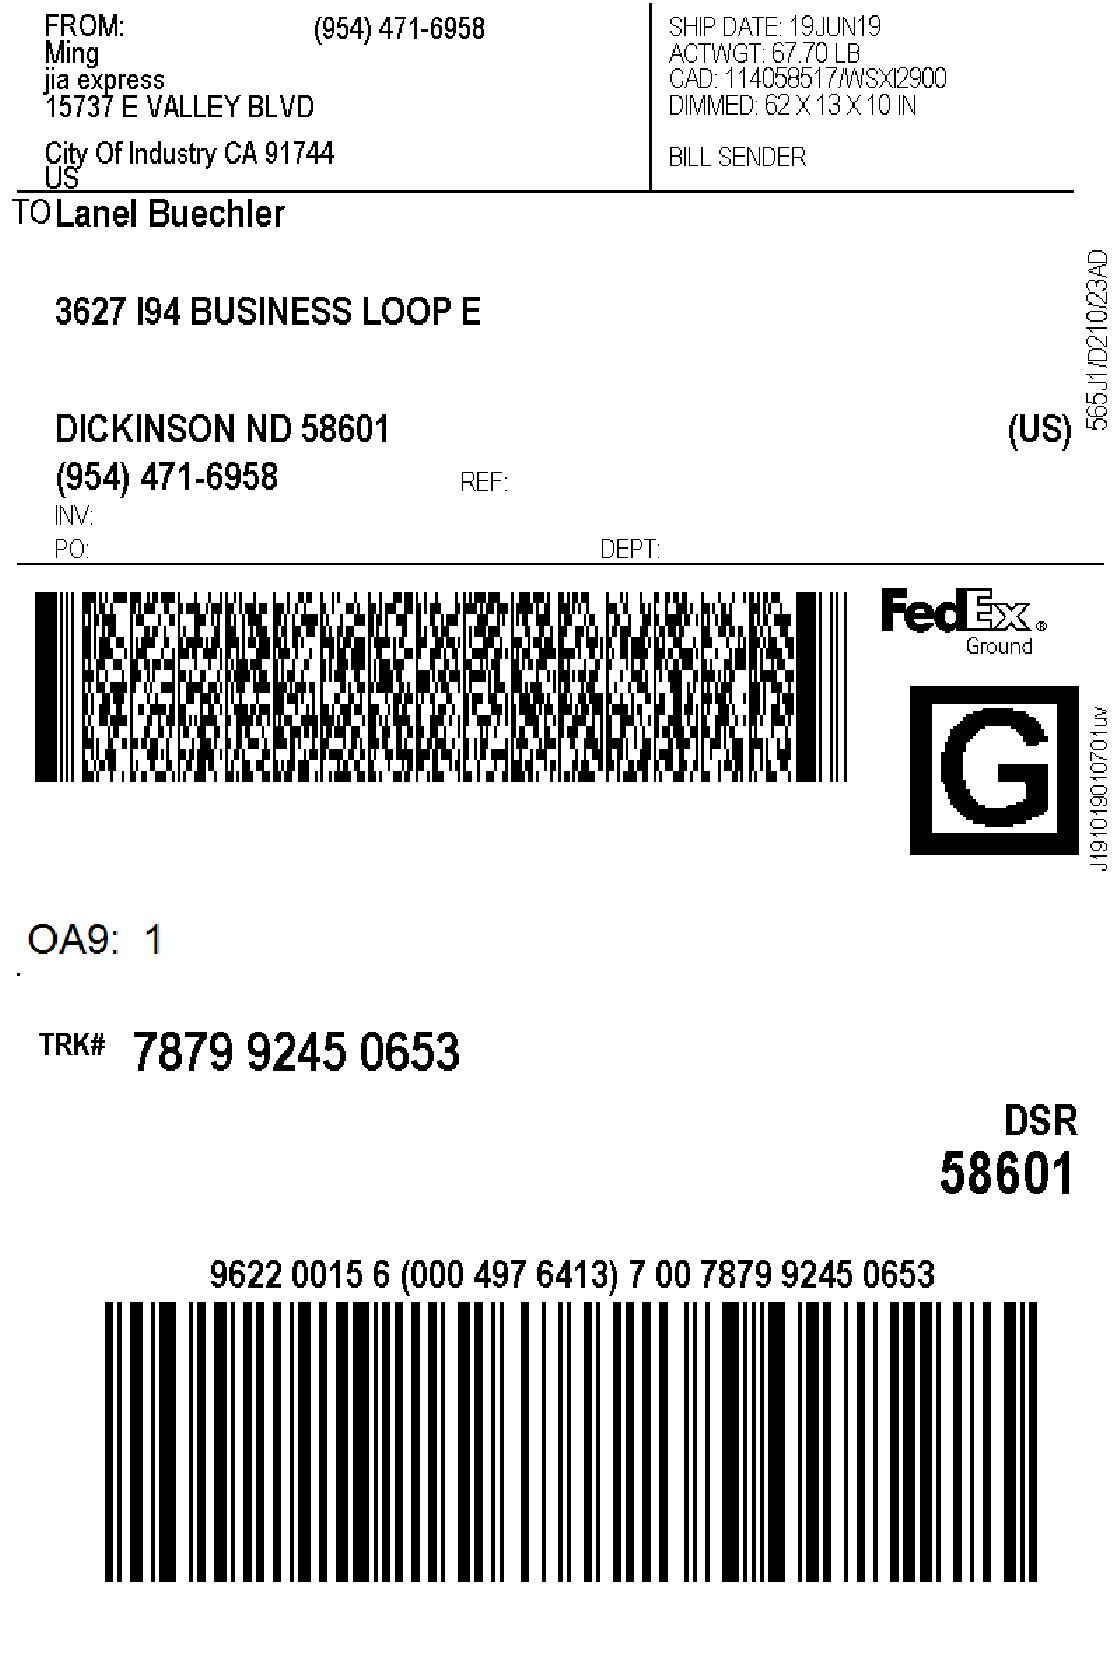 FROM: (954) 471-6958
Ming
jia express
15737 E VALLEY BLVD
City Of Industry CA 91744
US
SHIP DATE: 19JUN19
ACTWGT: 67.70 LB
CAD: 114058517/WSXI2900
DIMMED: 62 X 13 X 10 IN
BILL SENDER
TO Lanel Buechler
3627 I94 BUSINESS LOOP E
DICKINSON ND 58601 (US)
(954) 471-6958 REF:
INV:
PO: DEPT:
565J1/D210/23AD
FedEx ®
Ground
G
J191019010701uv
OA9: 1
.
TRK# 7879 9245 0653
DSR
58601
9622 0015 6 (000 497 6413) 7 00 7879 9245 0653